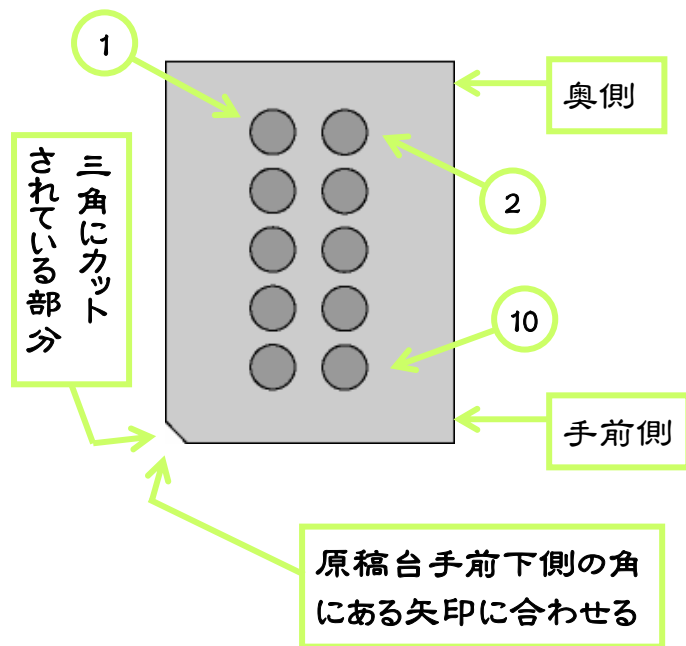 1
奥側
三角にカット
されている部分
2
10
手前側
原稿台手前下側の角
にある矢印に合わせる